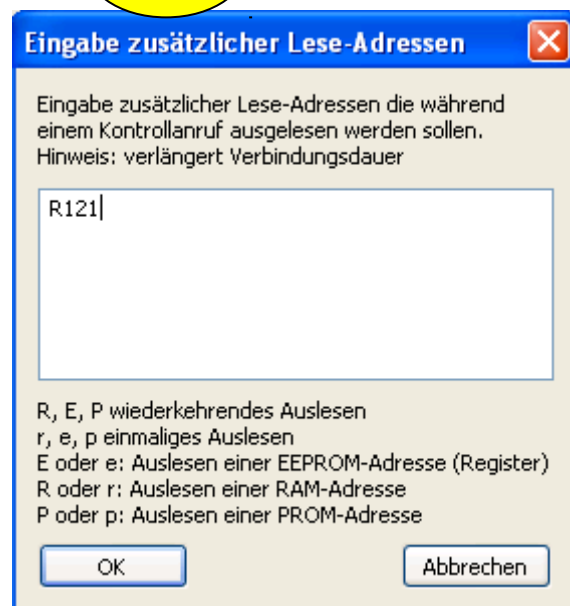 Eingabe zusätzlicher Lese-Adressen
Eingabe zusätzlicher Lese-Adressen die während
einem Kontrollanruf ausgelesen werden sollen.
Hinweis: verlängert Verbindungsdauer
R121
R, E, P wiederkehrendes Auslesen
r, e, p einmaliges Auslesen
E oder e: Auslesen einer EEPROM-Adresse (Register)
R oder r: Auslesen einer RAM-Adresse
P oder p: Auslesen einer PROM-Adresse
OK
Abbrechen